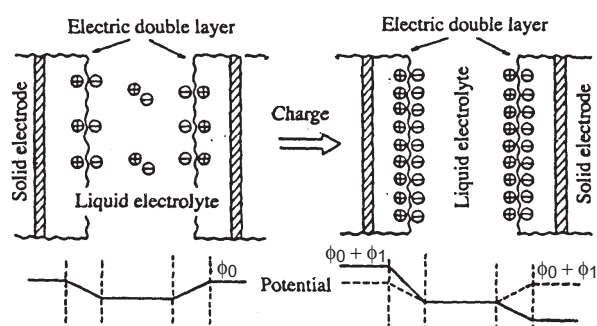 Electric double layer
Electric double layer
Solid electrode
Liquid electrolyte
Charge
Liquid electrolyte
Solid electrode
ϕ0
Potential
ϕ0 + ϕ1
ϕ0 + ϕ1